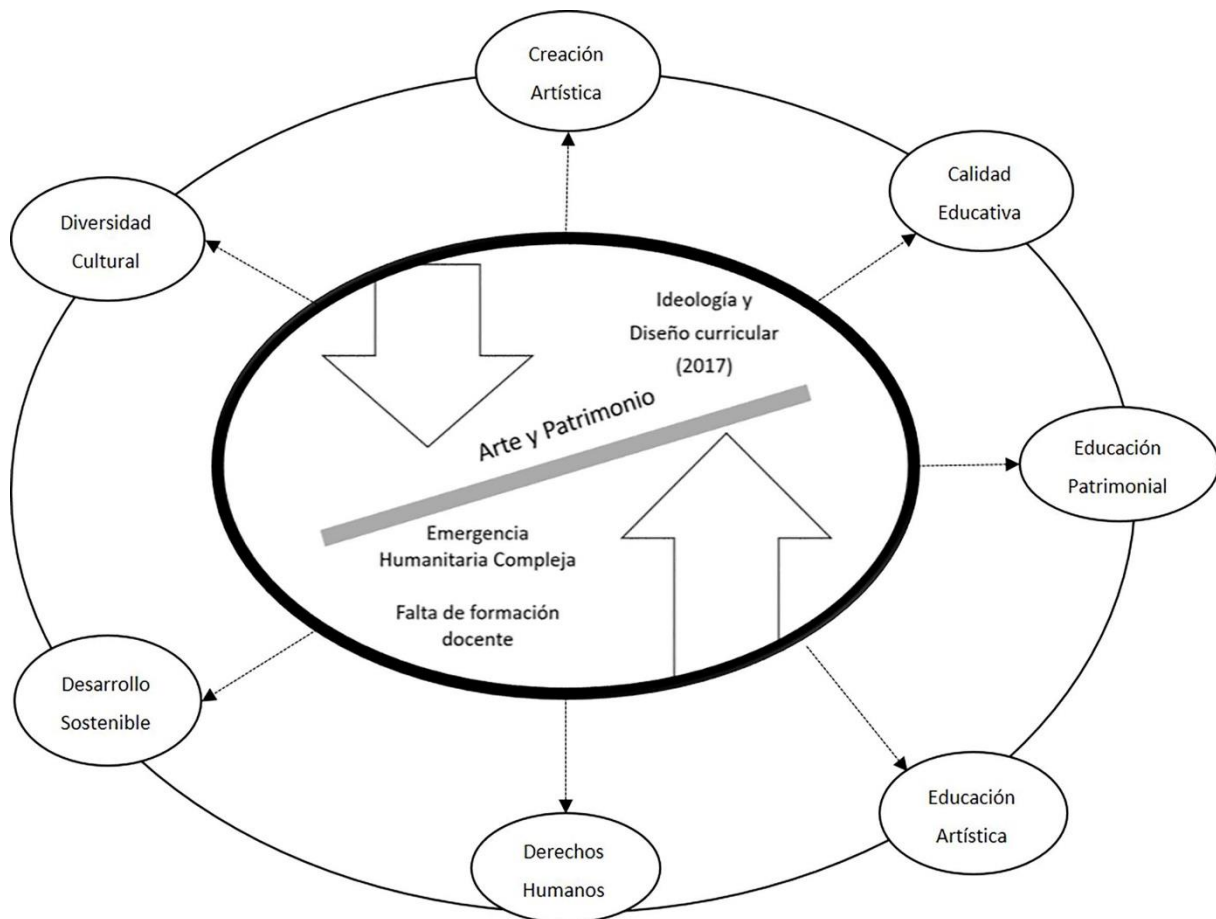 Creación
Artística
Calidad
Educativa
Diversidad
Cultural
Ideología y
Diseño curricular
(2017)
Arte y Patrimonio
Educación
Patrimonial
Emergencia
Humanitaria Compleja
Falta de formación
docente
Desarrollo
Sostenible
Educación
Artística
Derechos
Humanos